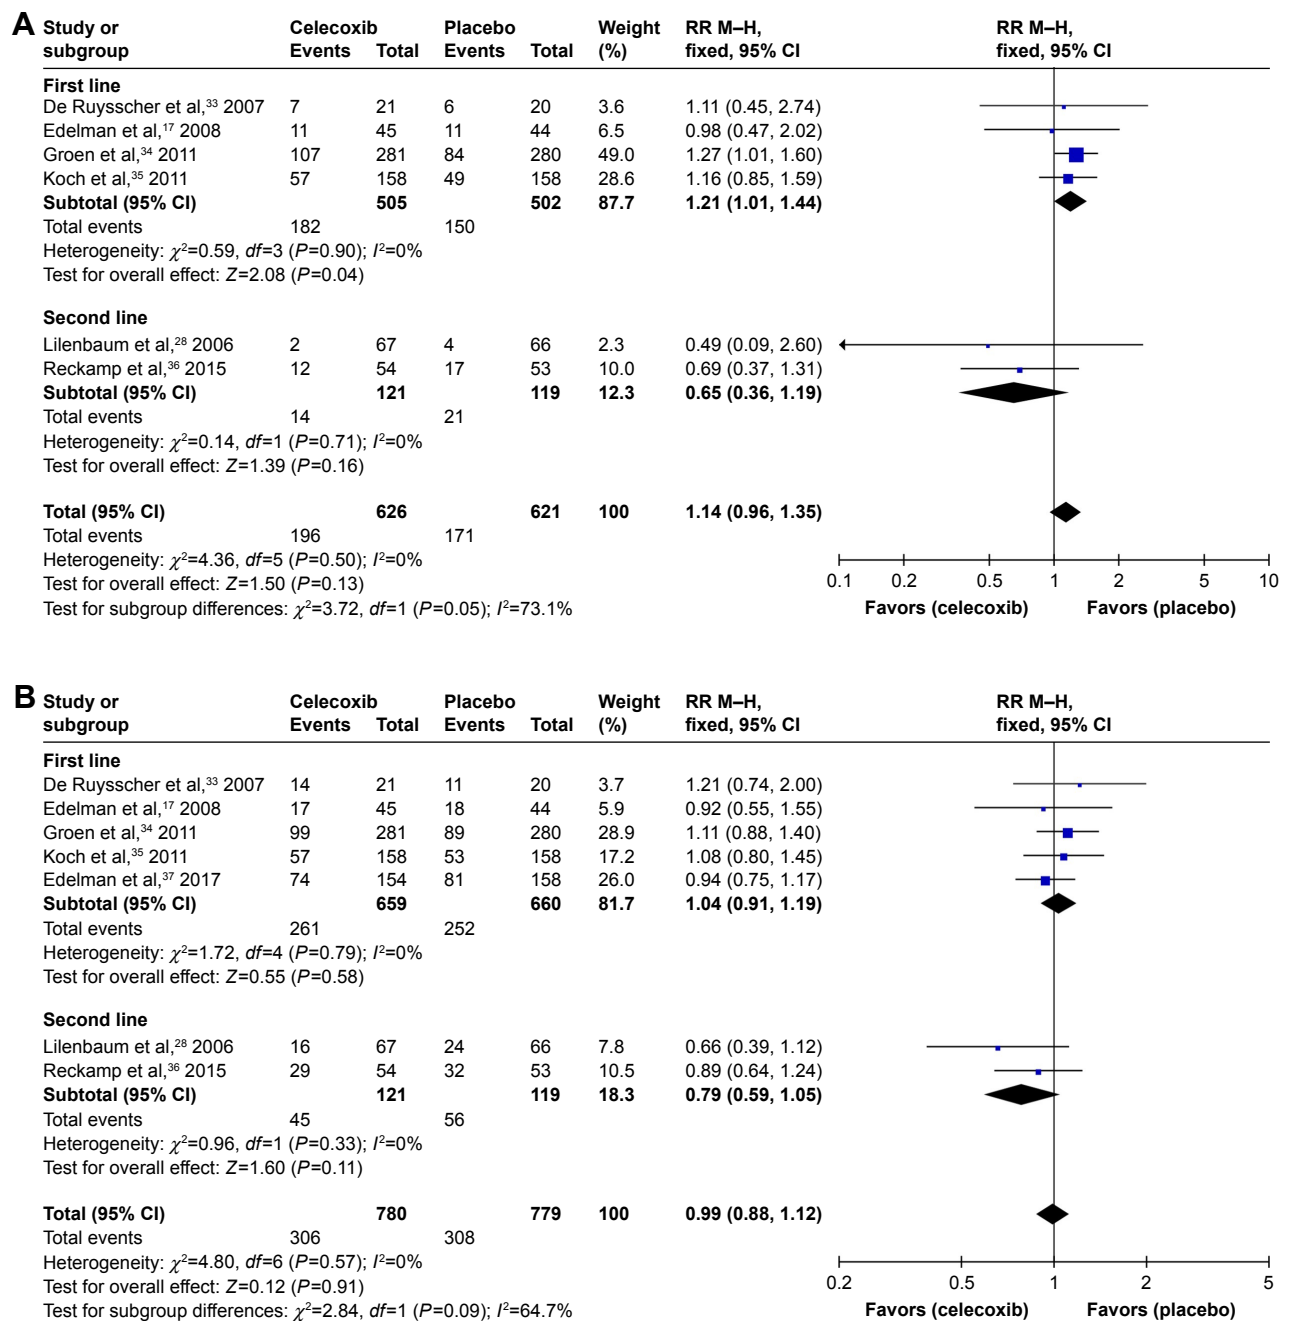 A Study or subgroup Celecoxib Events Total Placebo Events Total Weight (%) RR M–H, fixed, 95% CI RR M–H, fixed, 95% CI
First line
De Ruysscher et al,33 2007 7 21 6 20 3.6 1.11 (0.45, 2.74)
Edelman et al,17 2008 11 45 11 44 6.5 0.98 (0.47, 2.02)
Groen et al,34 2011 107 281 84 280 49.0 1.27 (1.01, 1.60)
Koch et al,35 2011 57 158 49 158 28.6 1.16 (0.85, 1.59)
Subtotal (95% CI) 505 502 87.7 1.21 (1.01, 1.44)
Total events 182 150
Heterogeneity: χ²=0.59, df=3 (P=0.90); I²=0%
Test for overall effect: Z=2.08 (P=0.04)
Second line
Lilenbaum et al,28 2006 2 67 4 66 2.3 0.49 (0.09, 2.60)
Reckamp et al,36 2015 12 54 17 53 10.0 0.69 (0.37, 1.31)
Subtotal (95% CI) 121 119 12.3 0.65 (0.36, 1.19)
Total events 14 21
Heterogeneity: χ²=0.14, df=1 (P=0.71); I²=0%
Test for overall effect: Z=1.39 (P=0.16)
Total (95% CI) 626 621 100 1.14 (0.96, 1.35)
Total events 196 171
Heterogeneity: χ²=4.36, df=5 (P=0.50); I²=0%
Test for overall effect: Z=1.50 (P=0.13)
Test for subgroup differences: χ²=3.72, df=1 (P=0.05); I²=73.1%
0.1 0.2 0.5 1 2 5 10
Favors (celecoxib) Favors (placebo)
B Study or subgroup Celecoxib Events Total Placebo Events Total Weight (%) RR M–H, fixed, 95% CI RR M–H, fixed, 95% CI
First line
De Ruysscher et al,33 2007 14 21 11 20 3.7 1.21 (0.74, 2.00)
Edelman et al,17 2008 17 45 18 44 5.9 0.92 (0.55, 1.55)
Groen et al,34 2011 99 281 89 280 28.9 1.11 (0.88, 1.40)
Koch et al,35 2011 57 158 53 158 17.2 1.08 (0.80, 1.45)
Edelman et al,37 2017 74 154 81 158 26.0 0.94 (0.75, 1.17)
Subtotal (95% CI) 659 660 81.7 1.04 (0.91, 1.19)
Total events 261 252
Heterogeneity: χ²=1.72, df=4 (P=0.79); I²=0%
Test for overall effect: Z=0.55 (P=0.58)
Second line
Lilenbaum et al,28 2006 16 67 24 66 7.8 0.66 (0.39, 1.12)
Reckamp et al,36 2015 29 54 32 53 10.5 0.89 (0.64, 1.24)
Subtotal (95% CI) 121 119 18.3 0.79 (0.59, 1.05)
Total events 45 56
Heterogeneity: χ²=0.96, df=1 (P=0.33); I²=0%
Test for overall effect: Z=1.60 (P=0.11)
Total (95% CI) 780 779 100 0.99 (0.88, 1.12)
Total events 306 308
Heterogeneity: χ²=4.80, df=6 (P=0.57); I²=0%
Test for overall effect: Z=0.12 (P=0.91)
Test for subgroup differences: χ²=2.84, df=1 (P=0.09); I²=64.7%
0.2 0.5 1 2 5
Favors (celecoxib) Favors (placebo)